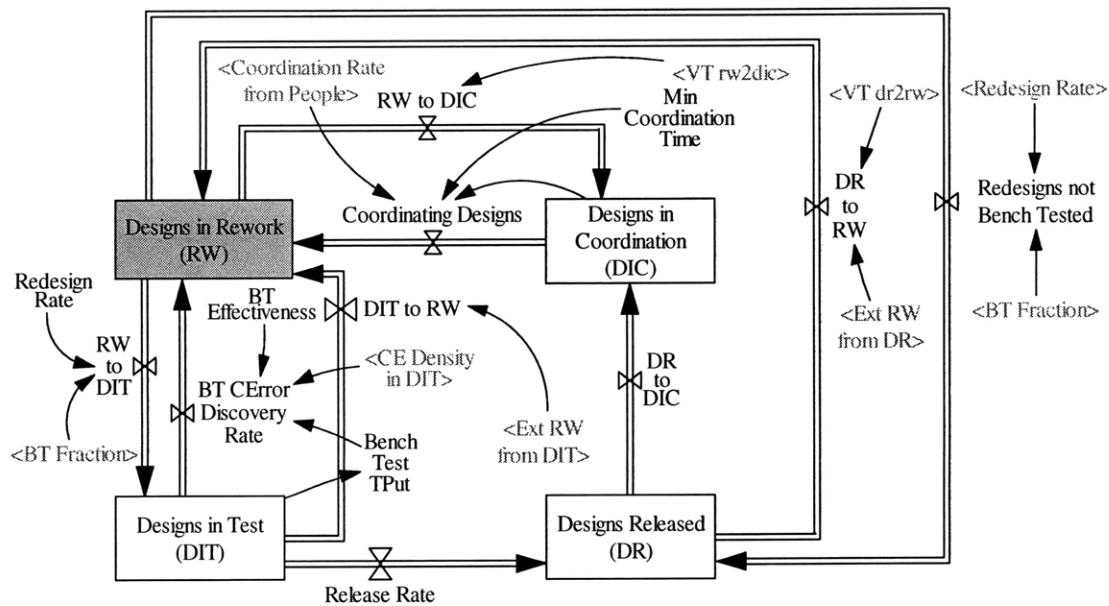 <Coordination Rate
from People>
RW to DIC
<VT rw2dic>
Min
Coordination
Time
<VT dr2rw>
<Redesign Rate>
DR
to
RW
Redesigns not
Bench Tested
Designs in Rework
(RW)
Coordinating Designs
Designs in
Coordination
(DIC)
Redesign
Rate
BT
Effectiveness
DIT to RW
<Ext RW
from DR>
<BT Fraction>
RW
to
DIT
<CE Density
in DIT>
BT CError
Discovery
Rate
DR
to
DIC
<BT Fraction>
Bench
Test
TPut
<Ext RW
from DIT>
Designs in Test
(DIT)
Designs Released
(DR)
Release Rate